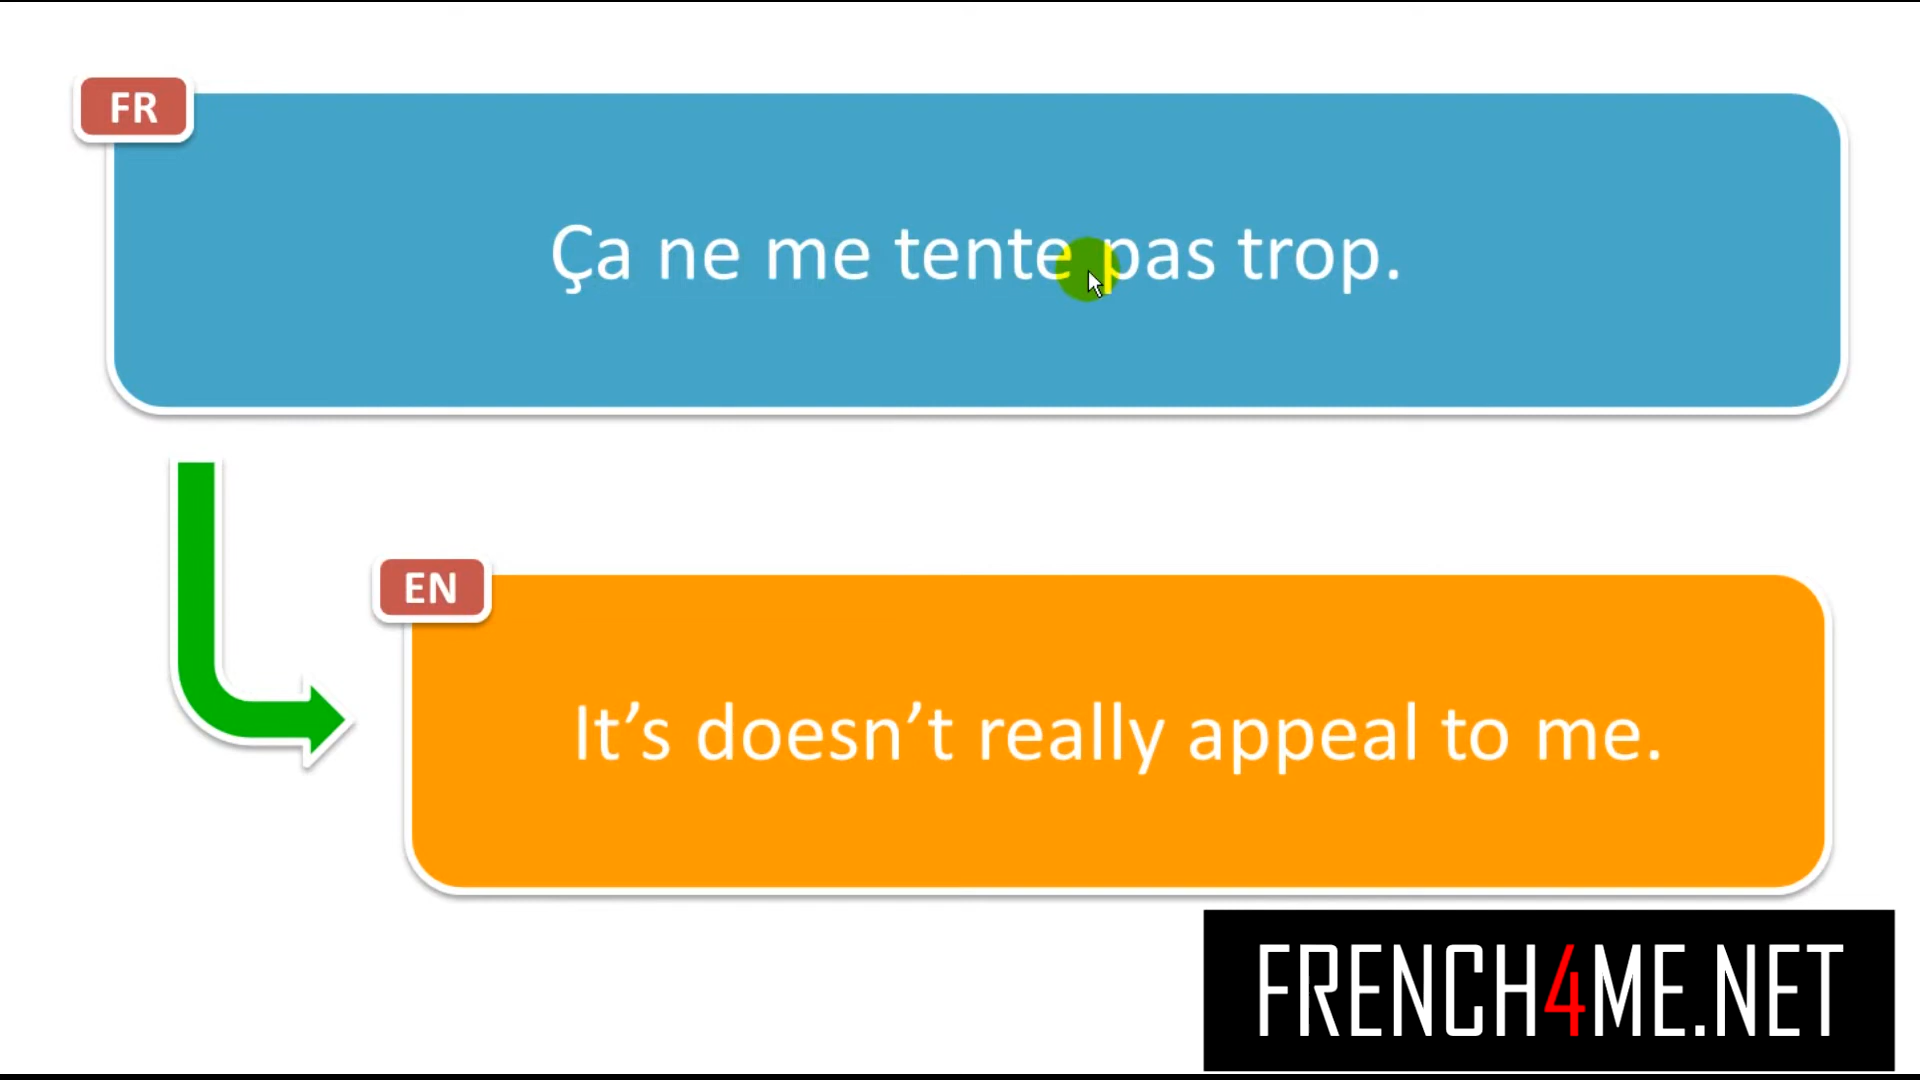 FR
Ça ne me tente pas trop.
EN
It’s doesn’t really appeal to me.
FRENCH4ME.NET